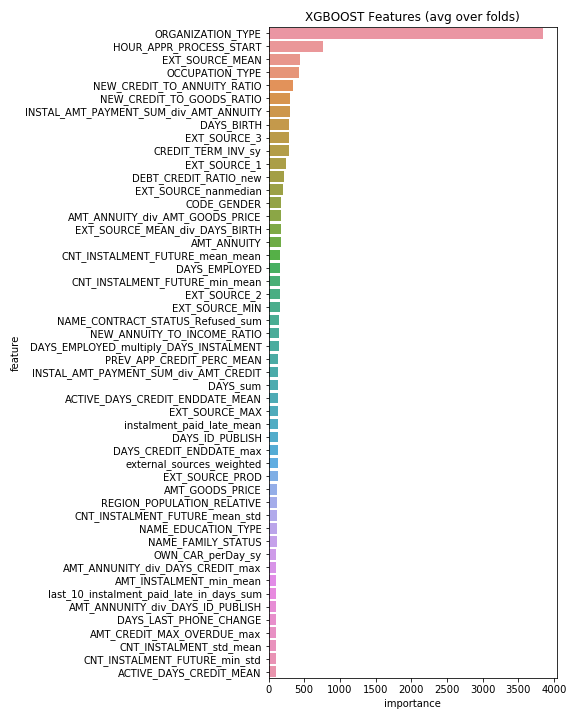 XGBOOST Features (avg over folds)
ORGANIZATION_TYPE
HOUR_APPR_PROCESS_START
EXT_SOURCE_MEAN
OCCUPATION_TYPE
NEW_CREDIT_TO_ANNUITY_RATIO
NEW_CREDIT_TO_GOODS_RATIO
INSTAL_AMT_PAYMENT_SUM_div_AMT_ANNUITY
DAYS_BIRTH
EXT_SOURCE_3
CREDIT_TERM_INV_sy
EXT_SOURCE_1
DEBT_CREDIT_RATIO_new
EXT_SOURCE_nanmedian
CODE_GENDER
AMT_ANNUITY_div_AMT_GOODS_PRICE
EXT_SOURCE_MEAN_div_DAYS_BIRTH
AMT_ANNUITY
CNT_INSTALMENT_FUTURE_mean_mean
DAYS_EMPLOYED
CNT_INSTALMENT_FUTURE_min_mean
EXT_SOURCE_2
EXT_SOURCE_MIN
NAME_CONTRACT_STATUS_Refused_sum
NEW_ANNUITY_TO_INCOME_RATIO
DAYS_EMPLOYED_multiply_DAYS_INSTALMENT
PREV_APP_CREDIT_PERC_MEAN
INSTAL_AMT_PAYMENT_SUM_div_AMT_CREDIT
DAYS_sum
ACTIVE_DAYS_CREDIT_ENDDATE_MEAN
EXT_SOURCE_MAX
instalment_paid_late_mean
DAYS_ID_PUBLISH
DAYS_CREDIT_ENDDATE_max
external_sources_weighted
EXT_SOURCE_PROD
AMT_GOODS_PRICE
REGION_POPULATION_RELATIVE
CNT_INSTALMENT_FUTURE_mean_std
NAME_EDUCATION_TYPE
NAME_FAMILY_STATUS
OWN_CAR_perDay_sy
AMT_ANNUNITY_div_DAYS_CREDIT_max
AMT_INSTALMENT_min_mean
last_10_instalment_paid_late_in_days_sum
AMT_ANNUNITY_div_DAYS_ID_PUBLISH
DAYS_LAST_PHONE_CHANGE
AMT_CREDIT_MAX_OVERDUE_max
CNT_INSTALMENT_std_mean
CNT_INSTALMENT_FUTURE_min_std
ACTIVE_DAYS_CREDIT_MEAN
feature
0 500 1000 1500 2000 2500 3000 3500 4000
importance